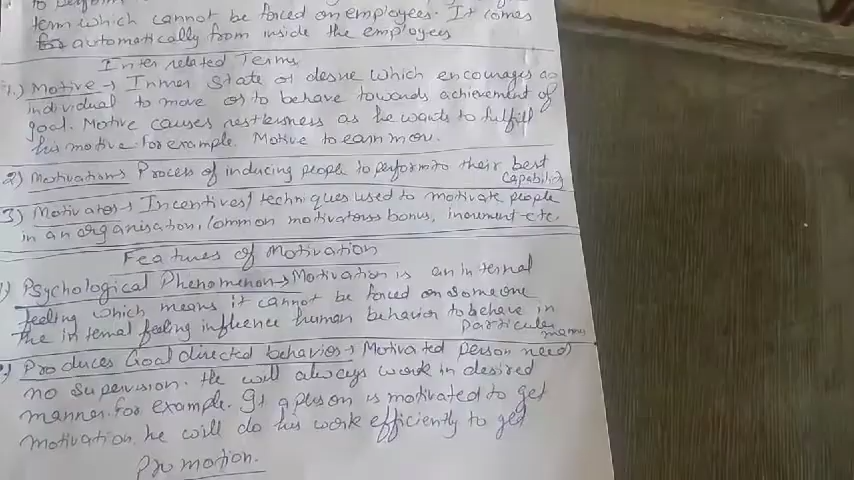 to perform
term which cannot be forced on employees. It comes
automatically from inside the employees
Inter related Terms
1.) Motive → Inner state or desire which encourages an
individual to move or to behave towards achievement of
goal. Motive causes restlessness as he wants to fulfill
his motive. For example. Motive to earn more.
2) Motivation → Process of inducing people to perform to their best
capability
3) Motivators → Incentives/techniques used to motivate people
in an organisation. Common motivators bonus, increment etc.
Features of Motivation
1) Psychological Phenomenon → Motivation is an internal
feeling which means it cannot be forced on someone
The internal feeling influence human behavior to behave in
particular manner
2.) Produces Goal directed behavior → Motivated person need
no supervision. He will always work in desired
manner. for example. If a person is motivated to get
motivation. he will do his work efficiently to get
Promotion.